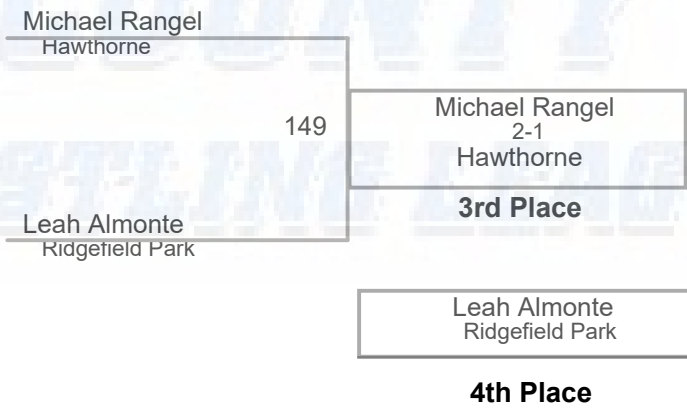 Michael Rangel
Hawthorne
149
Michael Rangel
2-1
Hawthorne
3rd Place
Leah Almonte
Ridgefield Park
Leah Almonte
Ridgefield Park
4th Place